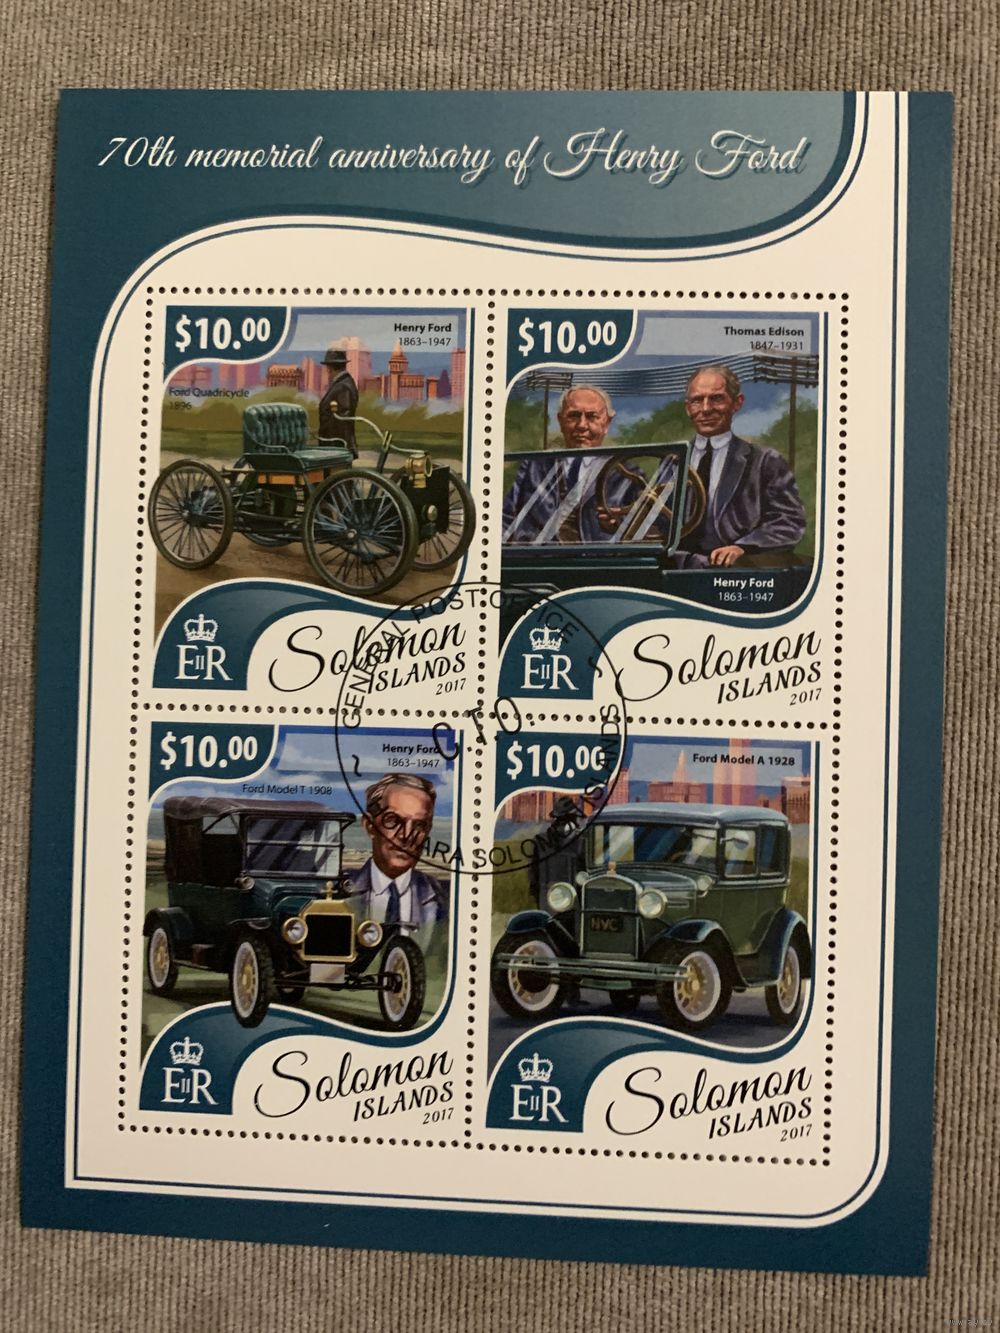 70th memorial anniversary of Henry Ford
$10.00
Henry Ford
1863–1947
Ford Quadricycle
1896
EIIR
Solomon
ISLANDS
2017
$10.00
Thomas Edison
1847–1931
Henry Ford
1863–1947
EIIR
Solomon
ISLANDS
2017
GENERAL POST OFFICE
C.T.O.
HONIARA SOLOMON ISLANDS
$10.00
Henry Ford
1863–1947
Ford Model T 1908
EIIR
Solomon
ISLANDS
2017
$10.00
Ford Model A 1928
NYC
EIIR
Solomon
ISLANDS
2017